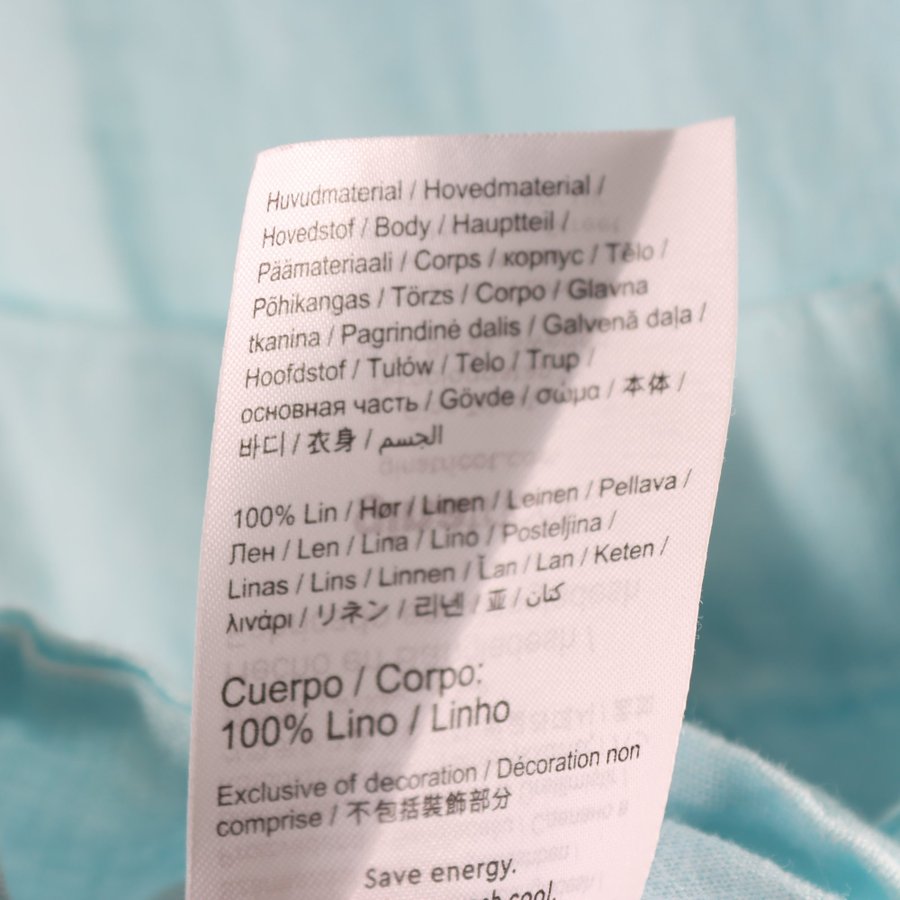 Huvudmaterial / Hovedmaterial /
Hovedstof / Body / Hauptteil /
Päämateriaali / Corps / корпус / Tělo /
Põhikangas / Törzs / Corpo / Glavna
tkanina / Pagrindinė dalis / Galvenā daļa /
Hoofdstof / Tułów / Telo / Trup /
основная часть / Gövde / σώμα / 本体 /
바디 / 衣身 / الجسم
100% Lin / Hør / Linen / Leinen / Pellava /
Лен / Len / Lina / Lino / Posteljina /
Linas / Lins / Linnen / Ľan / Lan / Keten /
λινάρι / リネン / 리넨 / 亚 / كتان
Cuerpo / Corpo:
100% Lino / Linho
Exclusive of decoration / Décoration non
comprise / 不包括裝飾部分
Save energy.
cool.